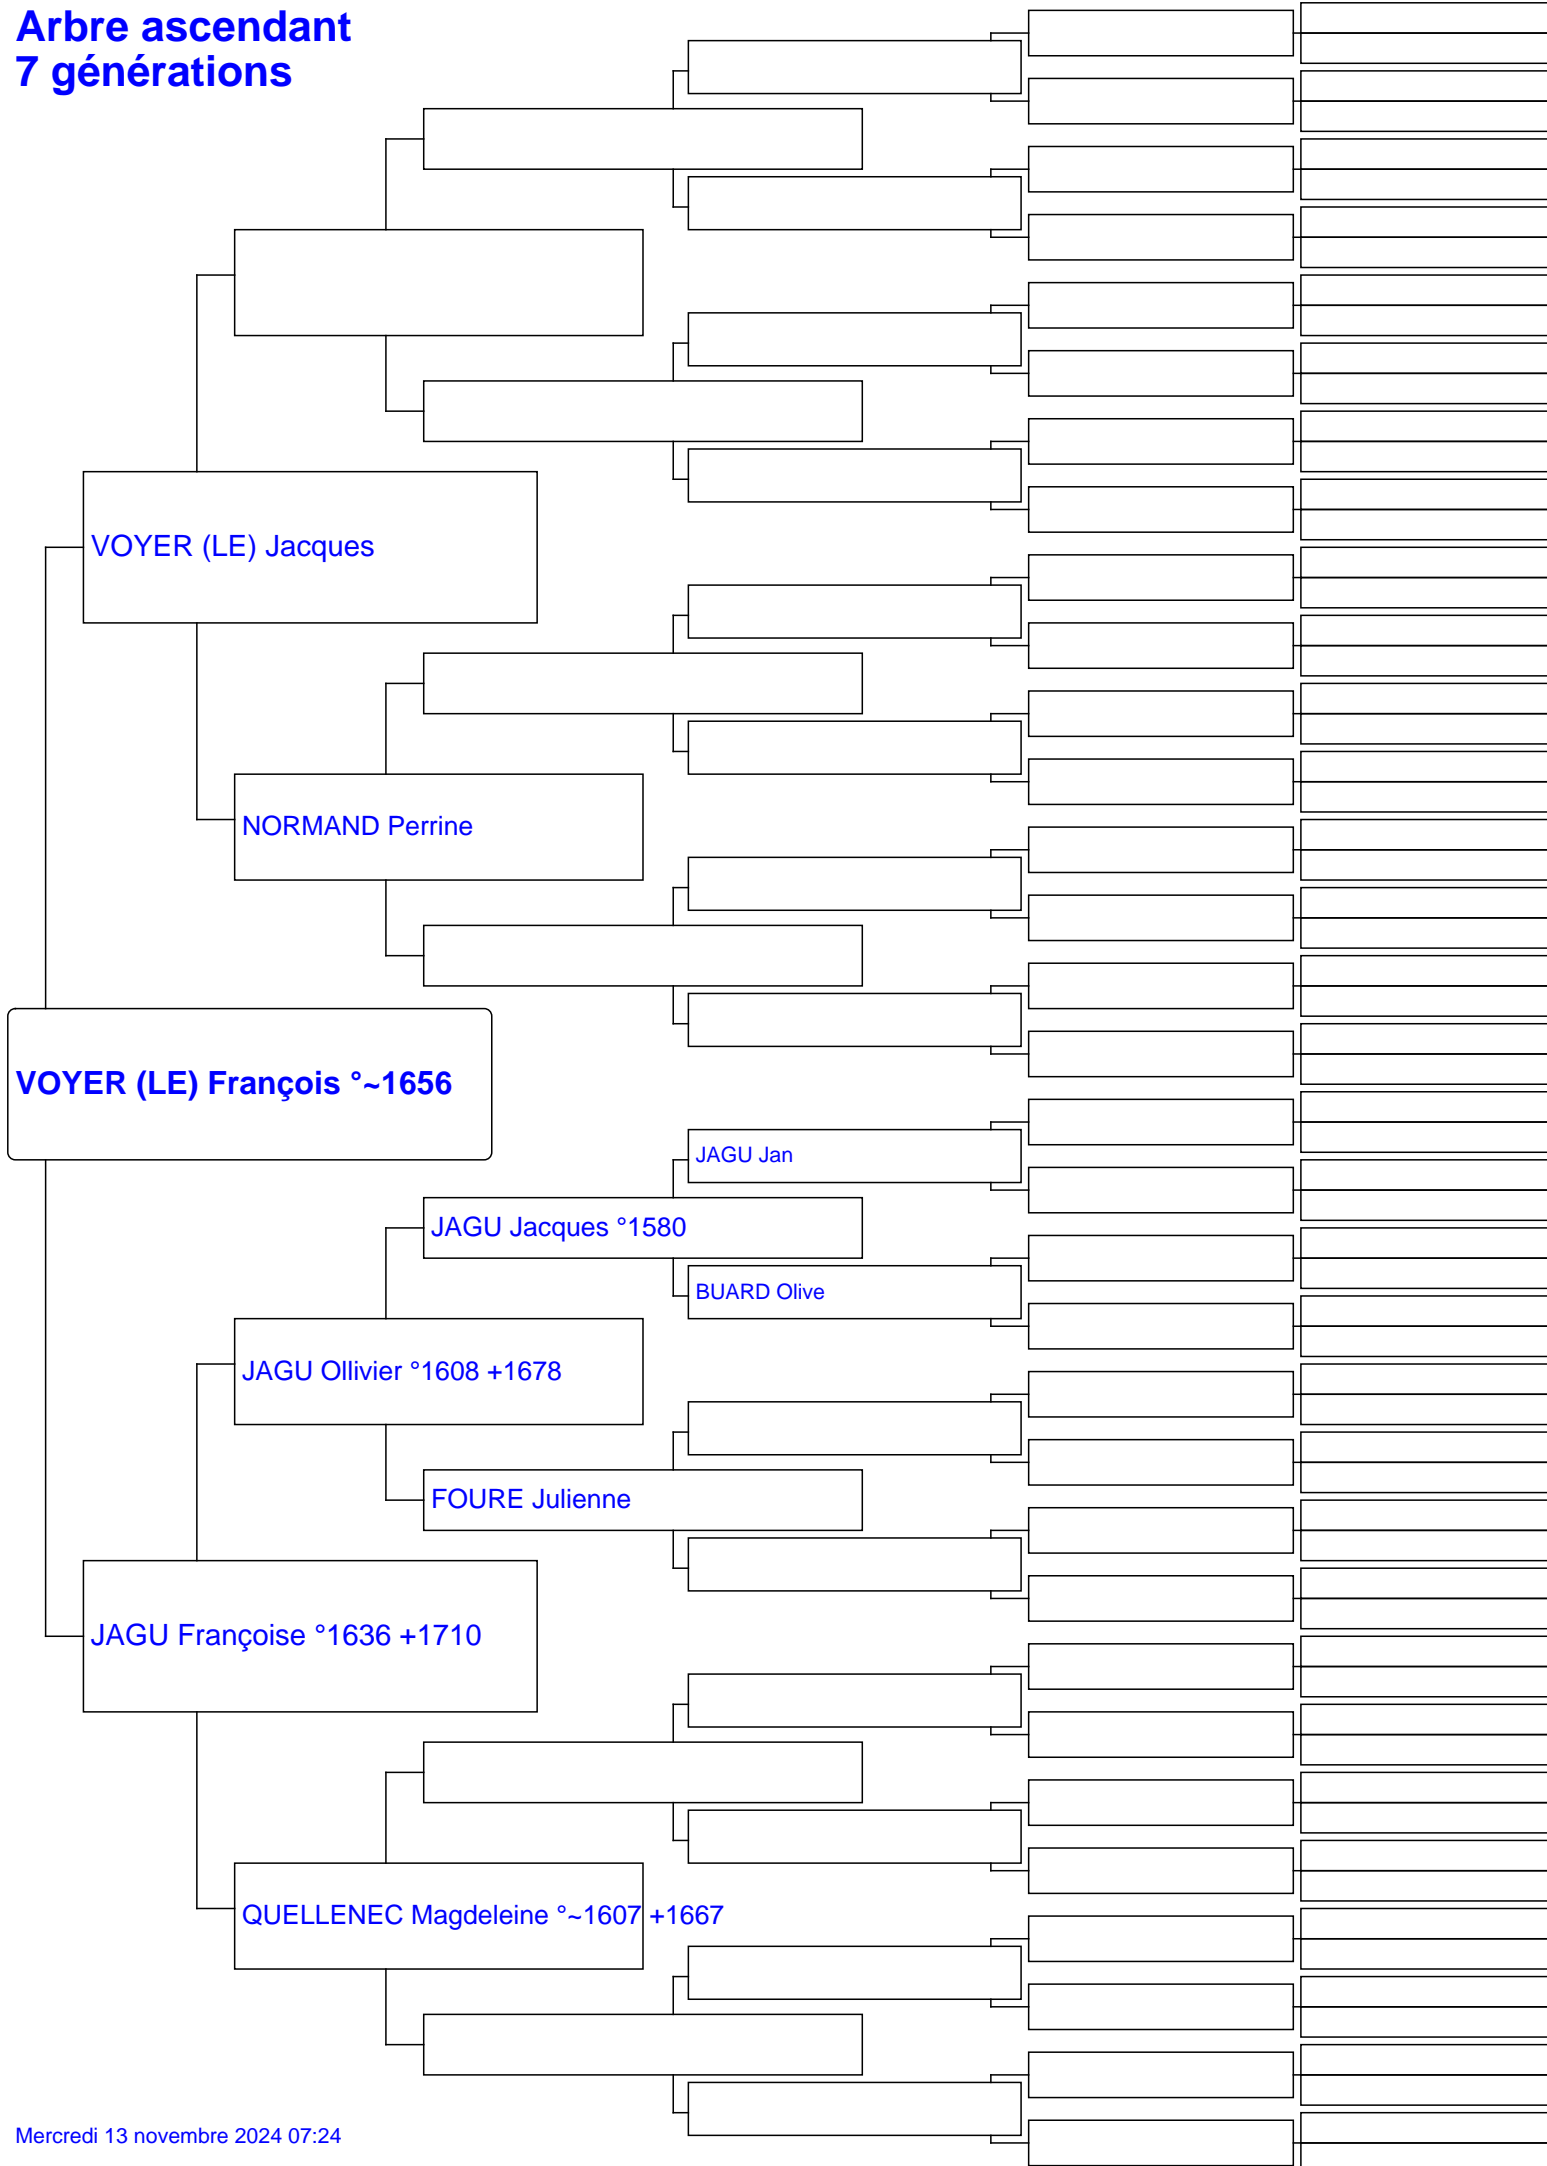 Arbre ascendant
7 générations
VOYER (LE) Jacques
NORMAND Perrine
VOYER (LE) François °~1656
JAGU Jan
JAGU Jacques °1580
BUARD Olive
JAGU Ollivier °1608 +1678
FOURE Julienne
JAGU Françoise °1636 +1710
QUELLENEC Magdeleine °~1607 +1667
Mercredi 13 novembre 2024 07:24